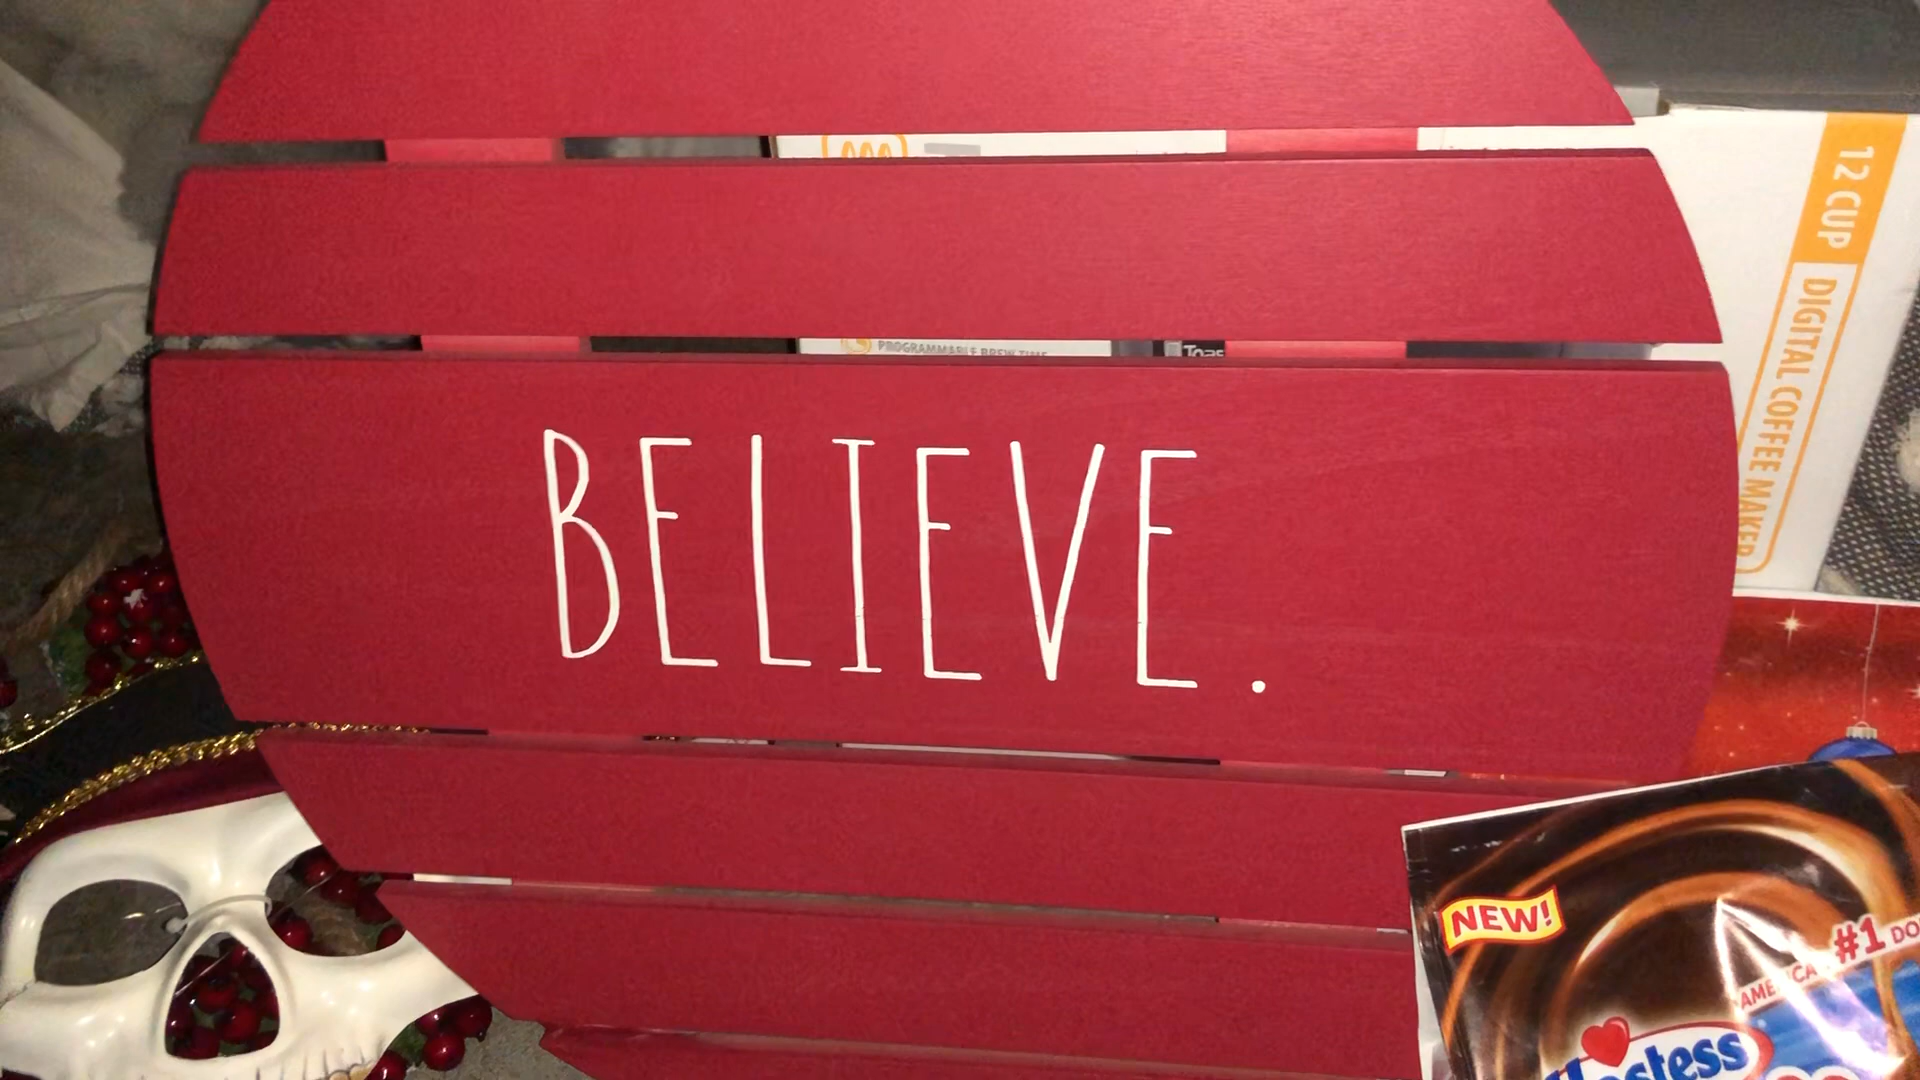 12 CUP
DIGITAL COFFEE MAKER
PROGRAMMABLE BREW TIME
BELIEVE.
NEW!
#1
Hostess